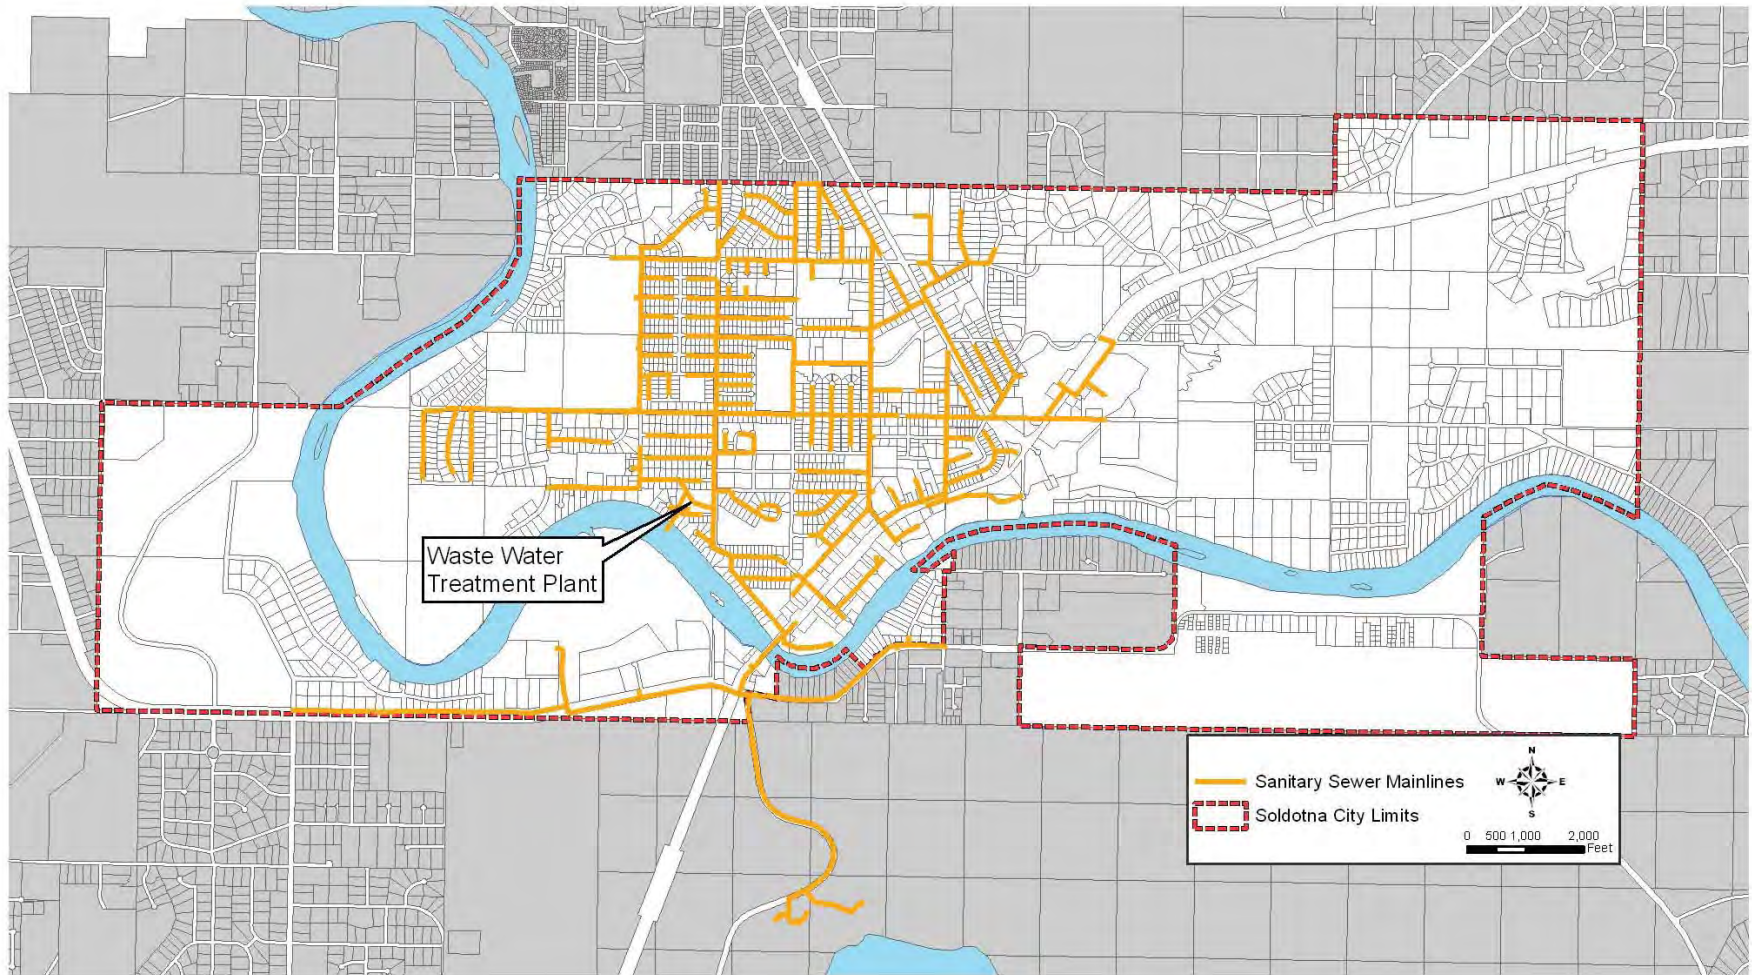 Waste Water
Treatment Plant
N
W E
S
Sanitary Sewer Mainlines
Soldotna City Limits
0 500 1,000 2,000
Feet